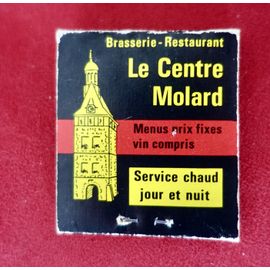 Brasserie-Restaurant
Le Centre
Molard
Menus prix fixes
vin compris
Service chaud
jour et nuit